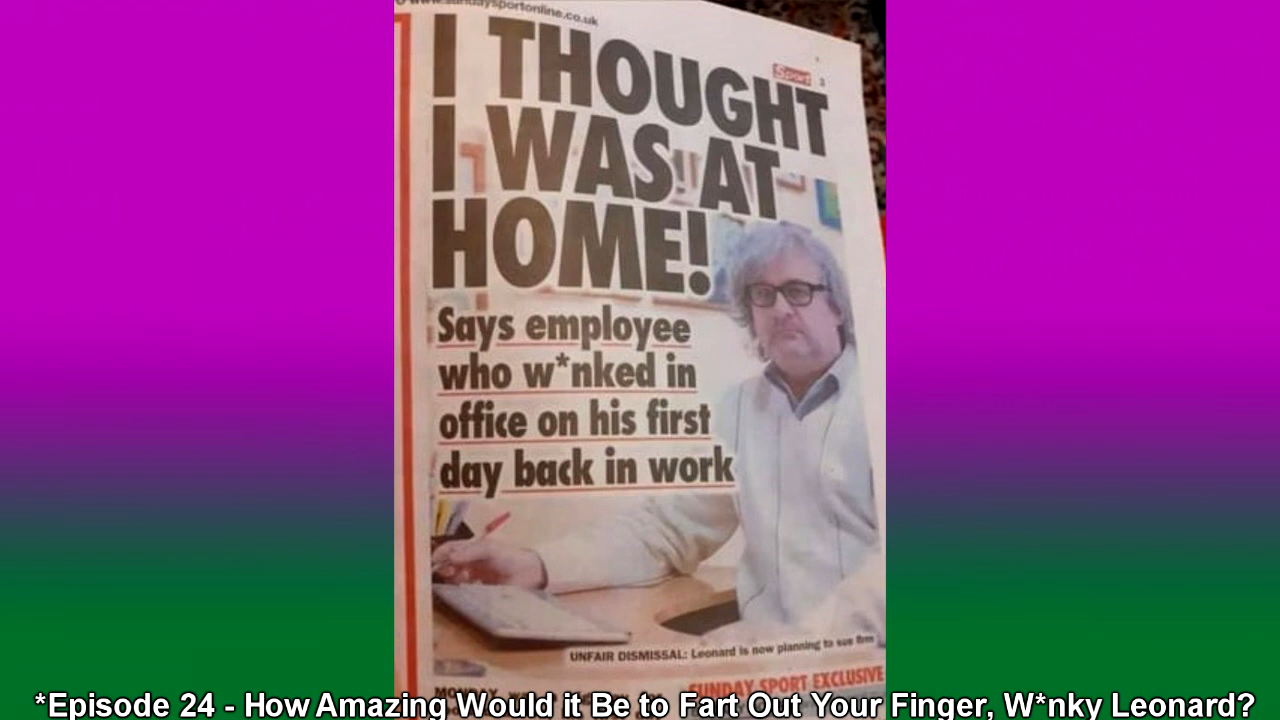 www.sundaysportonline.co.uk
Sport 3
I THOUGHT
I WAS AT
HOME!
Says employee
who w*nked in
office on his first
day back in work
UNFAIR DISMISSAL: Leonard is now planning to sue firm
SUNDAY SPORT EXCLUSIVE
*Episode 24 - How Amazing Would it Be to Fart Out Your Finger, W*nky Leonard?